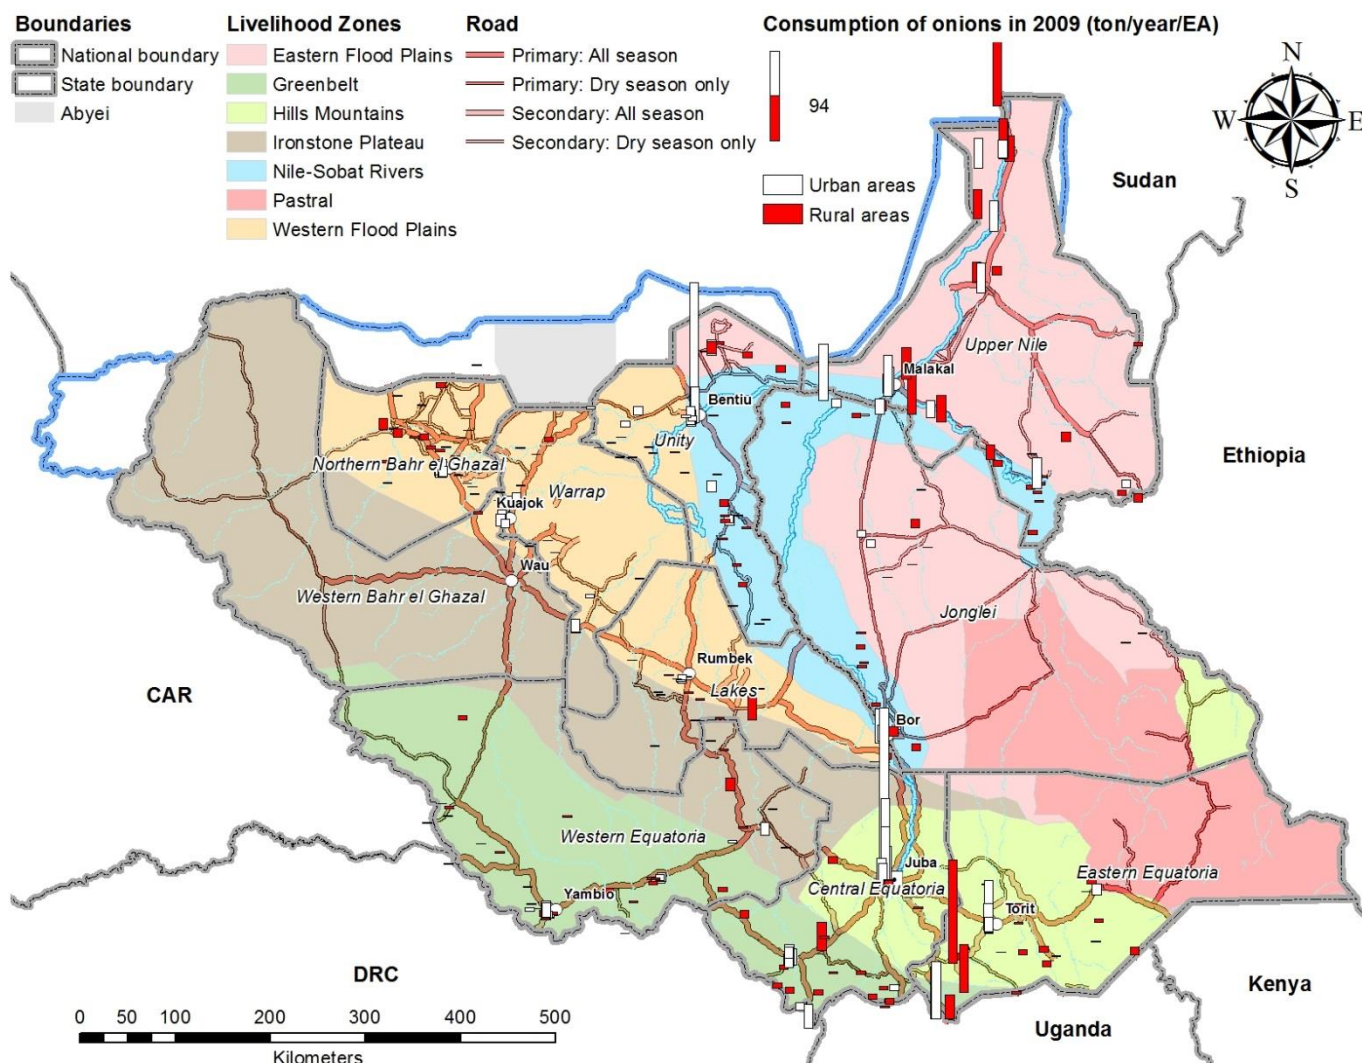 Boundaries
National boundary
State boundary
Abyei
Livelihood Zones
Eastern Flood Plains
Greenbelt
Hills Mountains
Ironstone Plateau
Nile-Sobat Rivers
Pastral
Western Flood Plains
Road
Primary: All season
Primary: Dry season only
Secondary: All season
Secondary: Dry season only
Consumption of onions in 2009 (ton/year/EA)
94
Urban areas
Rural areas
N
W E
S
Sudan
Upper Nile
Malakal
Bentiu
Unity
Ethiopia
Northern Bahr el Ghazal
Warrap
Kuajok
Wau
Western Bahr el Ghazal
Jonglei
Rumbek
Lakes
CAR
Bor
Western Equatoria
Juba
Central Equatoria
Eastern Equatoria
Yambio
Torit
DRC
Kenya
Uganda
0 50 100 200 300 400 500
Kilometers